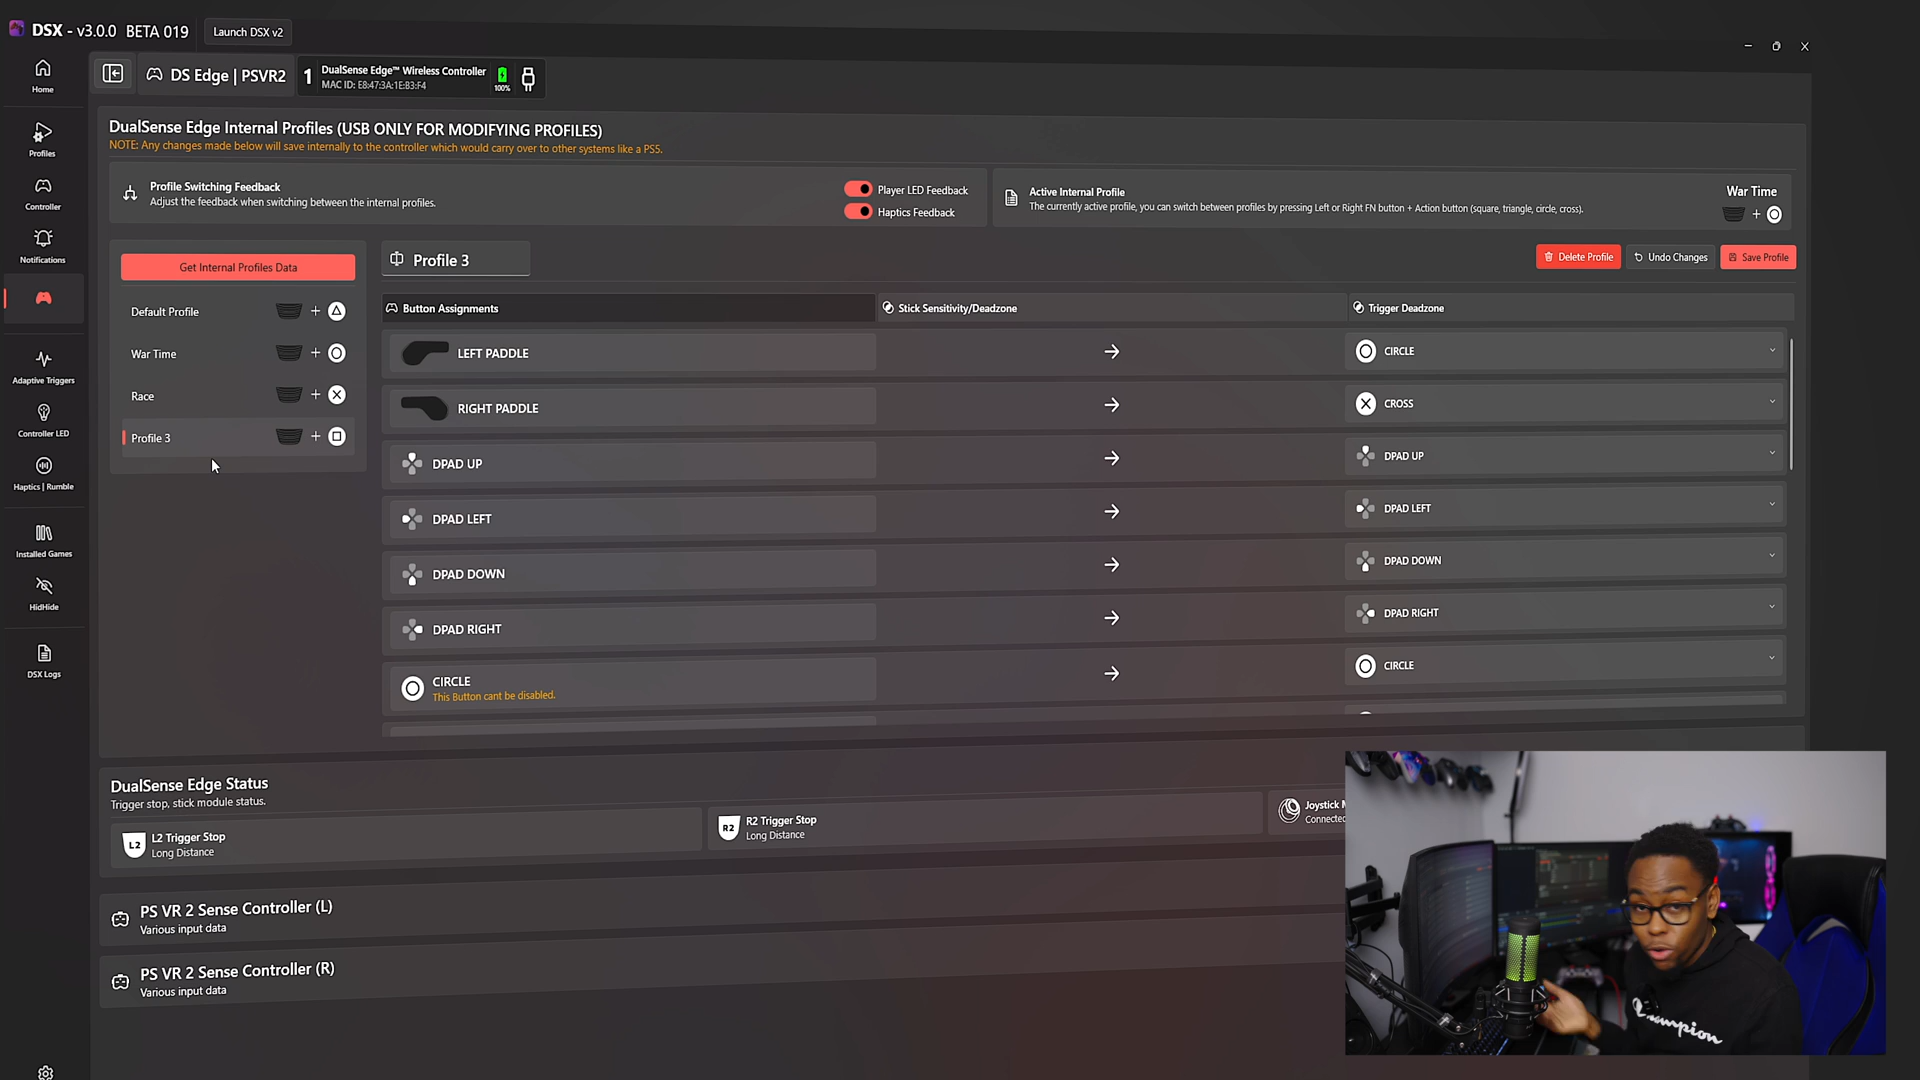 DSX - v3.0.0 BETA 019
Launch DSX v2
Home
Profiles
Controller
Notifications
Adaptive Triggers
Controller LED
Haptics | Rumble
Installed Games
HidHide
DSX Logs
DS Edge | PSVR2
1
DualSense Edge™ Wireless Controller
MAC ID: E8:47:3A:1E:B3:F4
100%
DualSense Edge Internal Profiles (USB ONLY FOR MODIFYING PROFILES)
NOTE: Any changes made below will save internally to the controller which would carry over to other systems like a PS5.
Profile Switching Feedback
Adjust the feedback when switching between the internal profiles.
Player LED Feedback
Haptics Feedback
Active Internal Profile
The currently active profile, you can switch between profiles by pressing Left or Right FN button + Action button (square, triangle, circle, cross).
War Time
+
Get Internal Profiles Data
Default Profile +
War Time +
Race +
Profile 3 +
Profile 3
Delete Profile
Undo Changes
Save Profile
Button Assignments
Stick Sensitivity/Deadzone
Trigger Deadzone
LEFT PADDLE → CIRCLE
RIGHT PADDLE → CROSS
DPAD UP → DPAD UP
DPAD LEFT → DPAD LEFT
DPAD DOWN → DPAD DOWN
DPAD RIGHT → DPAD RIGHT
CIRCLE → CIRCLE
This Button cant be disabled.
DualSense Edge Status
Trigger stop, stick module status.
L2
L2 Trigger Stop
Long Distance
R2
R2 Trigger Stop
Long Distance
Joystick
Connected
PS VR 2 Sense Controller (L)
Various input data
PS VR 2 Sense Controller (R)
Various input data
Champion